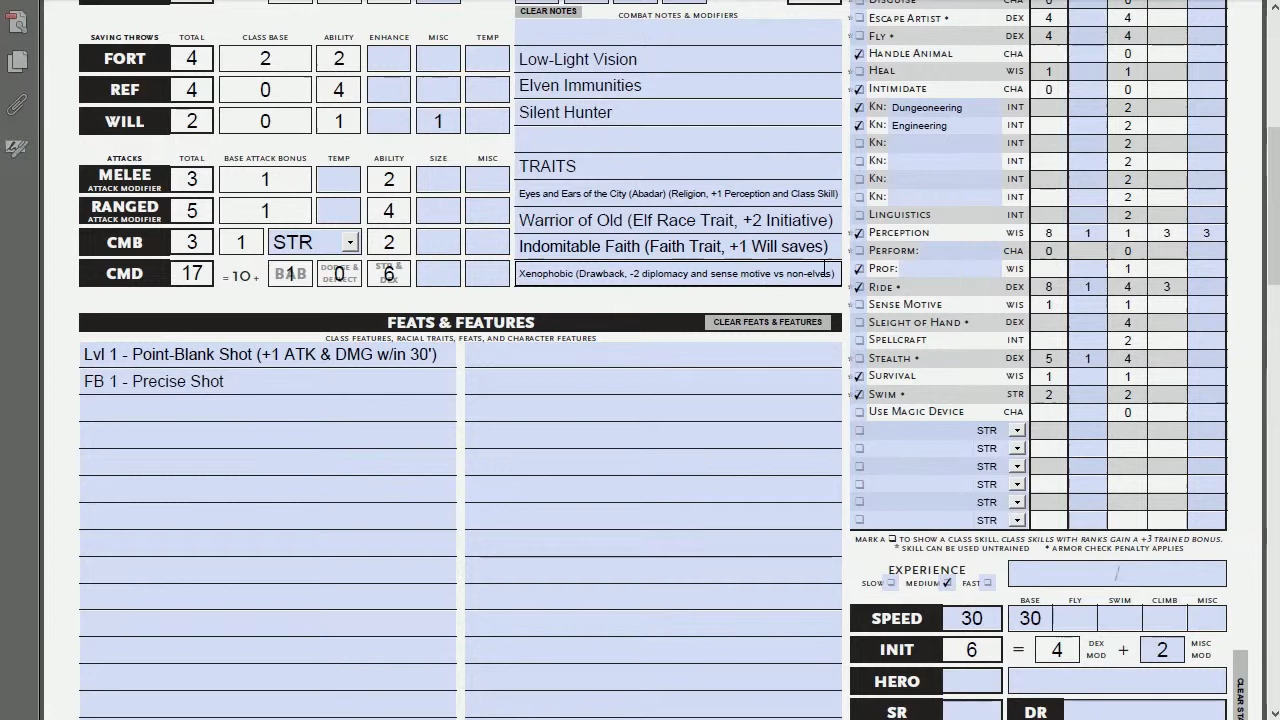 CLEAR NOTES
COMBAT NOTES & MODIFIERS
SAVING THROWS TOTAL CLASS BASE ABILITY ENHANCE MISC TEMP
FORT 4 2 2
REF 4 0 4
WILL 2 0 1 1
ATTACKS TOTAL BASE ATTACK BONUS TEMP ABILITY SIZE MISC
MELEE 3 1 2
ATTACK MODIFIER
RANGED 5 1 4
ATTACK MODIFIER
CMB 3 1 STR 2
CMD 17 = 10 + 1 0 6
Low-Light Vision
Elven Immunities
Silent Hunter
TRAITS
Eyes and Ears of the City (Abadar) (Religion, +1 Perception and Class Skill)
Warrior of Old (Elf Race Trait, +2 Initiative)
Indomitable Faith (Faith Trait, +1 Will saves)
Xenophobic (Drawback, -2 diplomacy and sense motive vs non-elves)
FEATS & FEATURES
CLEAR FEATS & FEATURES
CLASS FEATURES, RACIAL TRAITS, FEATS, AND CHARACTER FEATURES
Lvl 1 - Point-Blank Shot (+1 ATK & DMG w/in 30')
FB 1 - Precise Shot
ESCAPE ARTIST * DEX 4 4
FLY * DEX 4 4
HANDLE ANIMAL CHA 0
HEAL WIS 1 1
INTIMIDATE CHA 0 0
KN: Dungeoneering INT 2
KN: Engineering INT 2
KN: INT 2
KN: INT 2
KN: INT 2
KN: INT 2
LINGUISTICS INT 2
PERCEPTION WIS 8 1 1 3 3
PERFORM: CHA 0 0
PROF: WIS 1
RIDE * DEX 8 1 4 3
SENSE MOTIVE WIS 1 1
SLEIGHT OF HAND * DEX 4
SPELLCRAFT INT 2
STEALTH * DEX 5 1 4
SURVIVAL WIS 1 1
SWIM * STR 2 2
USE MAGIC DEVICE CHA 0
STR
STR
STR
STR
STR
STR
MARK A TO SHOW A CLASS SKILL. CLASS SKILLS WITH RANKS GAIN A +3 TRAINED BONUS.
* SKILL CAN BE USED UNTRAINED * ARMOR CHECK PENALTY APPLIES
EXPERIENCE /
SLOW MEDIUM FAST
BASE FLY SWIM CLIMB MISC
SPEED 30 30
INIT 6 = 4 DEX MOD + 2 MISC MOD
HERO
SR DR